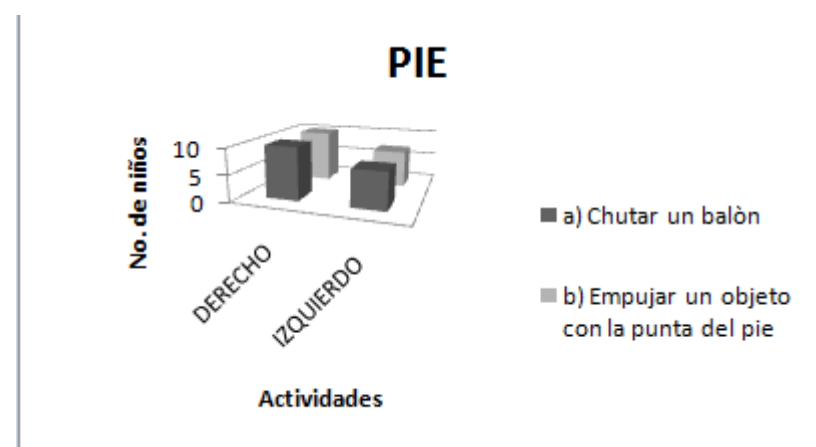 PIE
No. de niños
10
5
0
DERECHO
IZQUIERDO
Actividades
a) Chutar un balòn
b) Empujar un objeto
con la punta del pie